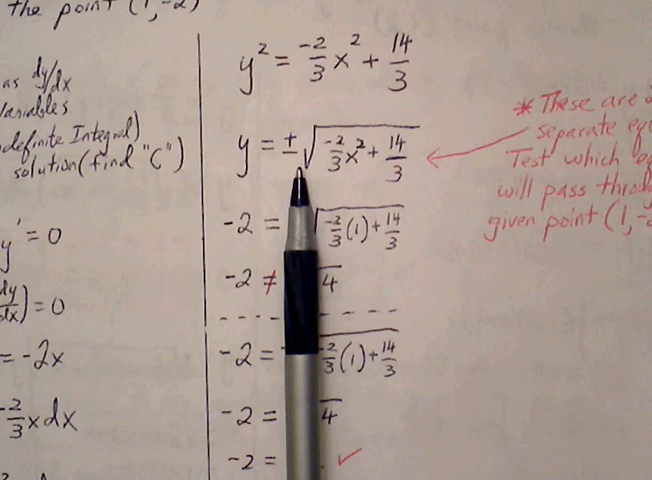 the point (1,-2)
as dy/dx
Variables
definite Integral)
solution (find "C")
y' = 0
dy/dx) = 0
= -2x
-2/3 x dx
y² = -2/3 x² + 14/3
y = ± √(-2/3 x² + 14/3)
-2 = √(-2/3 (1) + 14/3)
-2 ≠ 4
- - - - - - - - - -
-2 = -2/3 (1) + 14/3
-2 = 4
-2 = ✓
* These are
separate
Test which
will pass
given point (1,-2